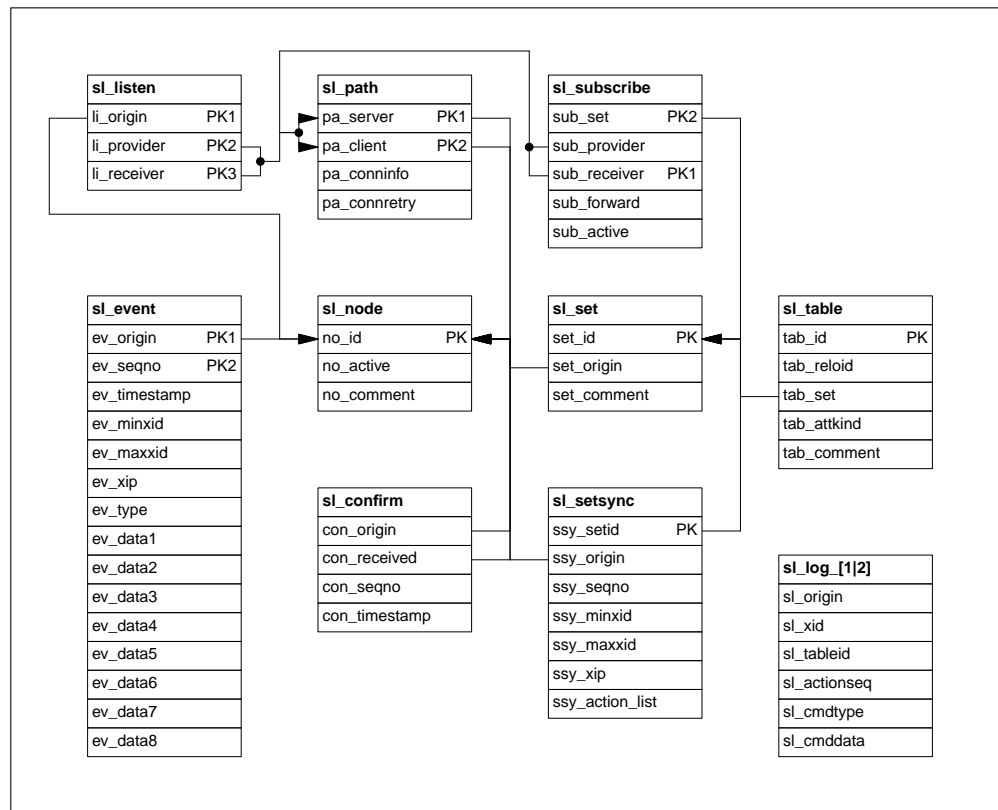 sl_listen
li_origin PK1
li_provider PK2
li_receiver PK3
sl_path
pa_server PK1
pa_client PK2
pa_conninfo
pa_connretry
sl_subscribe
sub_set PK2
sub_provider
sub_receiver PK1
sub_forward
sub_active
sl_event
ev_origin PK1
ev_seqno PK2
ev_timestamp
ev_minxid
ev_maxxid
ev_xip
ev_type
ev_data1
ev_data2
ev_data3
ev_data4
ev_data5
ev_data6
ev_data7
ev_data8
sl_node
no_id PK
no_active
no_comment
sl_set
set_id PK
set_origin
set_comment
sl_table
tab_id PK
tab_reloid
tab_set
tab_attkind
tab_comment
sl_confirm
con_origin
con_received
con_seqno
con_timestamp
sl_setsync
ssy_setid PK
ssy_origin
ssy_seqno
ssy_minxid
ssy_maxxid
ssy_xip
ssy_action_list
sl_log_[1|2]
sl_origin
sl_xid
sl_tableid
sl_actionseq
sl_cmdtype
sl_cmddata